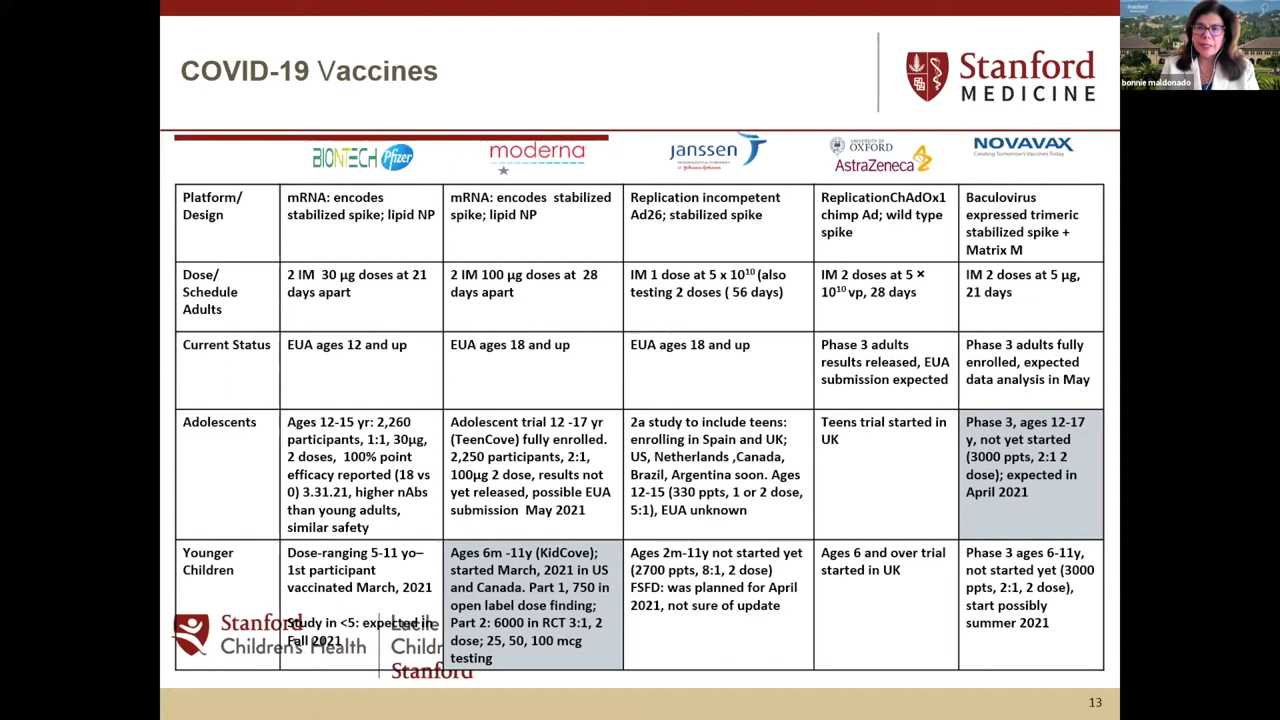 COVID-19 Vaccines
Stanford
MEDICINE
bonnie maldonado
BIONTECH Pfizer
moderna
janssen
UNIVERSITY OF
OXFORD
AstraZeneca
NOVAVAX
Creating Tomorrow's Vaccines Today
Platform/
Design
mRNA: encodes
stabilized spike; lipid NP
mRNA: encodes stabilized
spike; lipid NP
Replication incompetent
Ad26; stabilized spike
ReplicationChAdOx1
chimp Ad; wild type
spike
Baculovirus
expressed trimeric
stabilized spike +
Matrix M
Dose/
Schedule
Adults
2 IM 30 µg doses at 21
days apart
2 IM 100 µg doses at 28
days apart
IM 1 dose at 5 x 10¹⁰ (also
testing 2 doses ( 56 days)
IM 2 doses at 5 ×
10¹⁰ vp, 28 days
IM 2 doses at 5 µg,
21 days
Current Status
EUA ages 12 and up
EUA ages 18 and up
EUA ages 18 and up
Phase 3 adults
results released, EUA
submission expected
Phase 3 adults fully
enrolled, expected
data analysis in May
Adolescents
Ages 12-15 yr: 2,260
participants, 1:1, 30µg,
2 doses, 100% point
efficacy reported (18 vs
0) 3.31.21, higher nAbs
than young adults,
similar safety
Adolescent trial 12 -17 yr
(TeenCove) fully enrolled.
2,250 participants, 2:1,
100µg 2 dose, results not
yet released, possible EUA
submission May 2021
2a study to include teens:
enrolling in Spain and UK;
US, Netherlands ,Canada,
Brazil, Argentina soon. Ages
12-15 (330 ppts, 1 or 2 dose,
5:1), EUA unknown
Teens trial started in
UK
Phase 3, ages 12-17
y, not yet started
(3000 ppts, 2:1 2
dose); expected in
April 2021
Younger
Children
Dose-ranging 5-11 yo–
1st participant
vaccinated March, 2021
Study in <5: expected in
Fall 2021
Ages 6m -11y (KidCove);
started March, 2021 in US
and Canada. Part 1, 750 in
open label dose finding;
Part 2: 6000 in RCT 3:1, 2
dose; 25, 50, 100 mcg
testing
Ages 2m-11y not started yet
(2700 ppts, 8:1, 2 dose)
FSFD: was planned for April
2021, not sure of update
Ages 6 and over trial
started in UK
Phase 3 ages 6-11y,
not started yet (3000
ppts, 2:1, 2 dose),
start possibly
summer 2021
Stanford
Children's Health
Lucile
Childr
Stanford
13